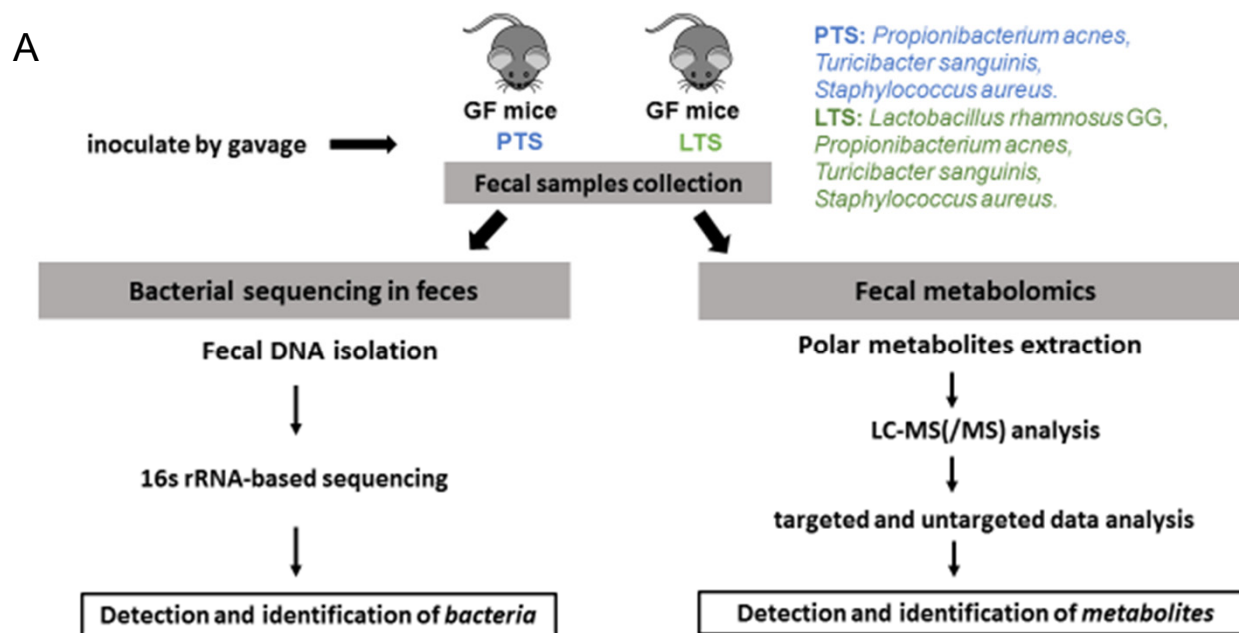 A
GF mice
GF mice
inoculate by gavage
PTS
LTS
PTS: Propionibacterium acnes,
Turicibacter sanguinis,
Staphylococcus aureus.
LTS: Lactobacillus rhamnosus GG,
Propionibacterium acnes,
Turicibacter sanguinis,
Staphylococcus aureus.
Fecal samples collection
Bacterial sequencing in feces
Fecal DNA isolation
16s rRNA-based sequencing
Detection and identification of bacteria
Fecal metabolomics
Polar metabolites extraction
LC-MS(/MS) analysis
targeted and untargeted data analysis
Detection and identification of metabolites